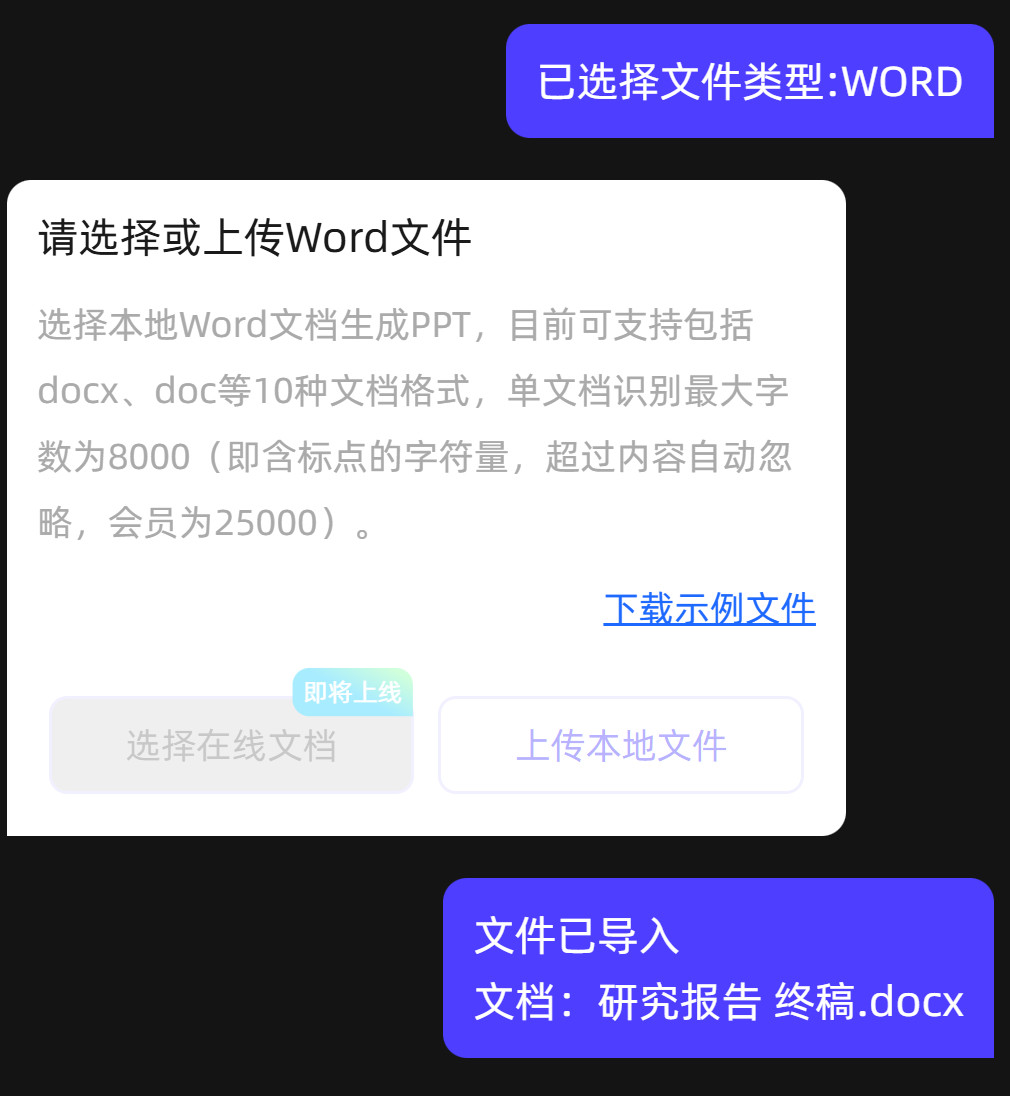 已选择文件类型:WORD
请选择或上传Word文件
选择本地Word文档生成PPT，目前可支持包括
docx、doc等10种文档格式，单文档识别最大字
数为8000（即含标点的字符量，超过内容自动忽
略，会员为25000）。
下载示例文件
即将上线
选择在线文档
上传本地文件
文件已导入
文档：研究报告 终稿.docx